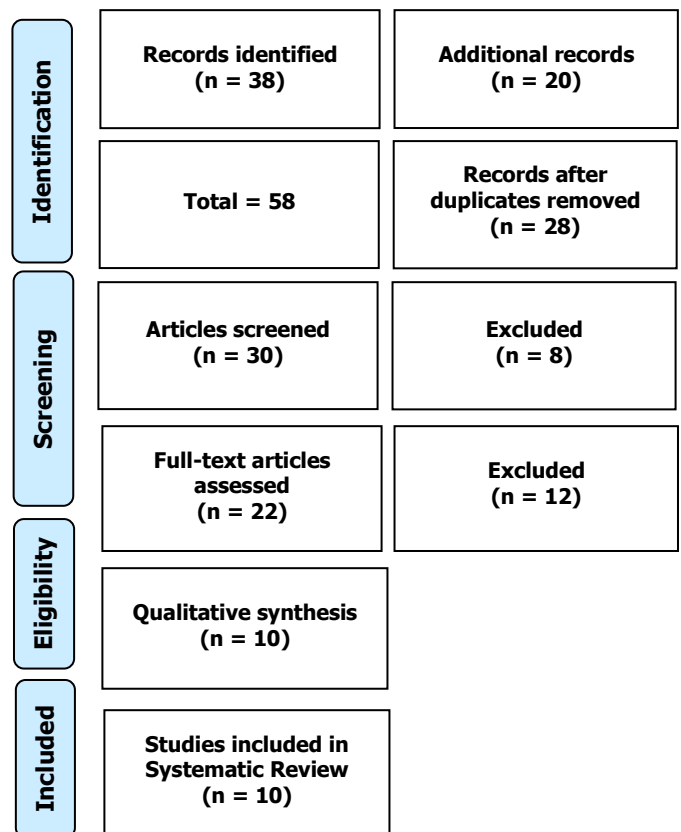 Identification
Records identified
(n = 38)
Additional records
(n = 20)
Total = 58
Records after
duplicates removed
(n = 28)
Screening
Articles screened
(n = 30)
Excluded
(n = 8)
Full-text articles
assessed
(n = 22)
Excluded
(n = 12)
Eligibility
Qualitative synthesis
(n = 10)
Included
Studies included in
Systematic Review
(n = 10)